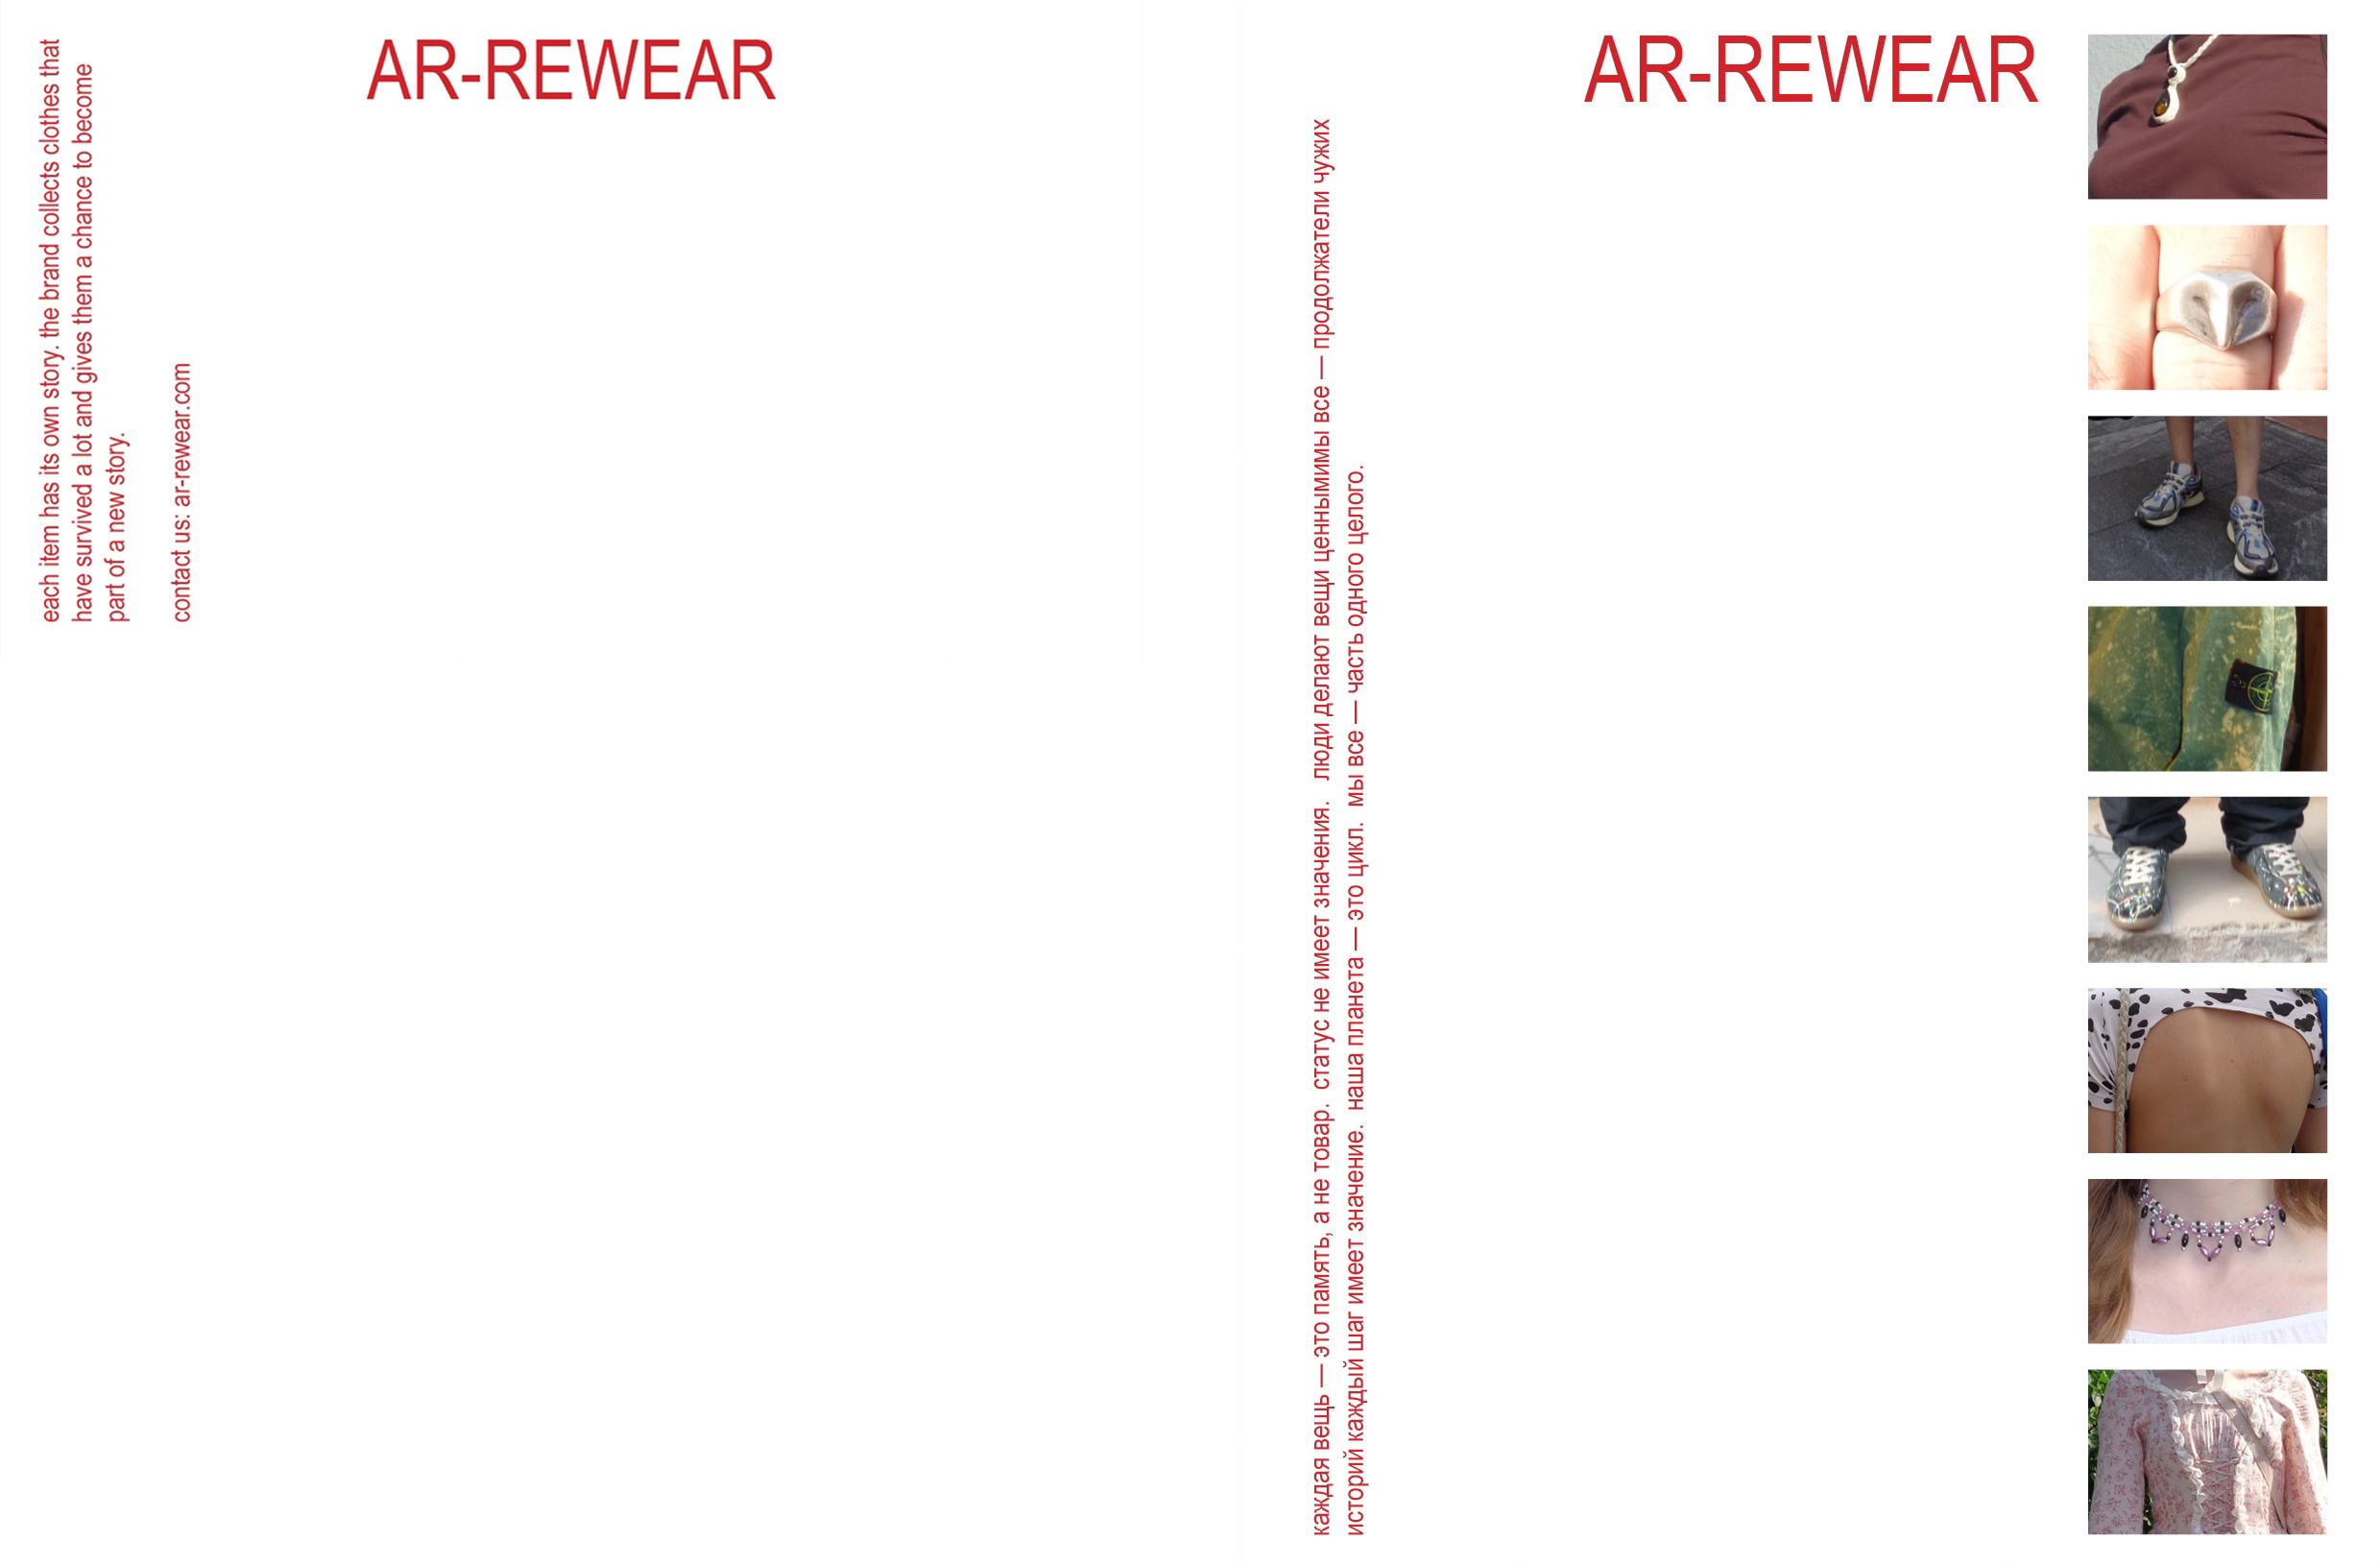 AR-REWEAR
each item has its own story. the brand collects clothes that
have survived a lot and gives them a chance to become
part of a new story.
contact us: ar-rewear.com
AR-REWEAR
каждая вещь — это память, а не товар. статус не имеет значения. люди делают вещи ценнымимы все — продолжатели чужих
историй каждый шаг имеет значение. наша планета — это цикл. мы все — часть одного целого.